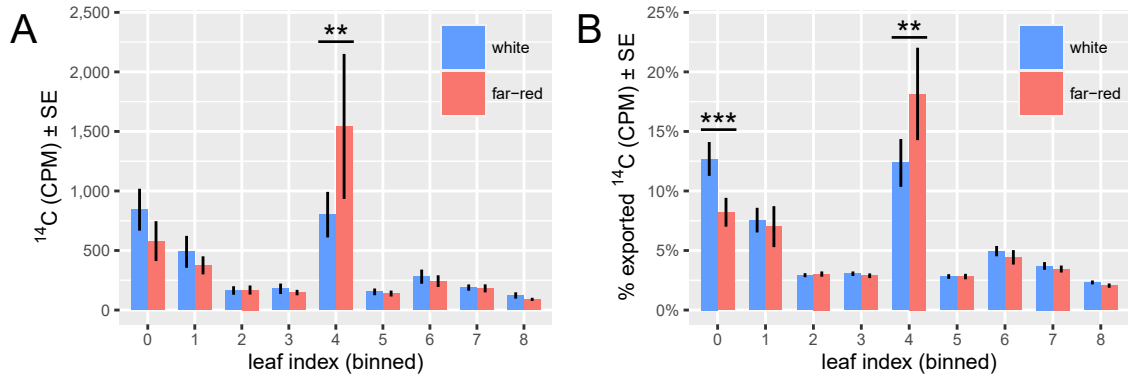 A
14C (CPM) ± SE
2,500
2,000
1,500
1,000
500
0
**
white
far−red
0 1 2 3 4 5 6 7 8
leaf index (binned)
B
% exported 14C (CPM) ± SE
25%
20%
15%
10%
5%
0%
***
**
white
far−red
0 1 2 3 4 5 6 7 8
leaf index (binned)